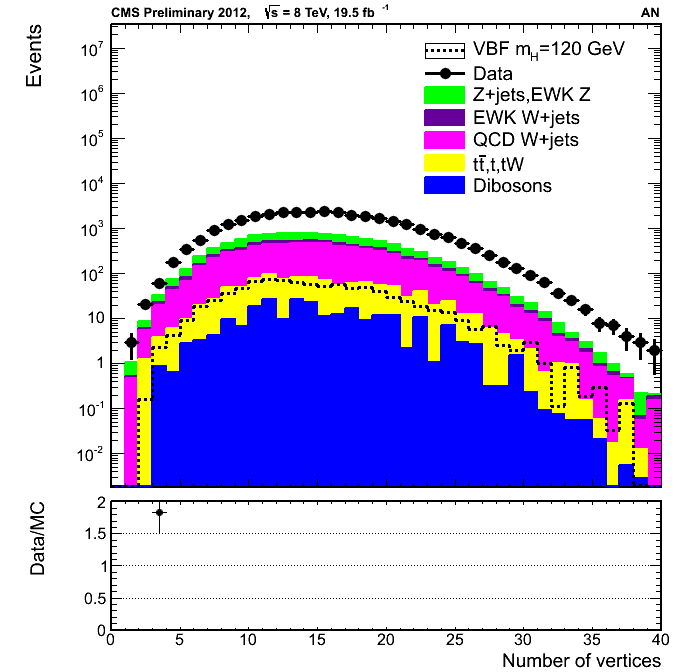 CMS Preliminary 2012, √s = 8 TeV, 19.5 fb⁻¹ AN
Events
10⁷
10⁶
10⁵
10⁴
10³
10²
10
1
10⁻¹
10⁻²
VBF m_H=120 GeV
Data
Z+jets,EWK Z
EWK W+jets
QCD W+jets
tt̄,t,tW
Dibosons
Data/MC
2
1.5
1
0.5
0
0 5 10 15 20 25 30 35 40
Number of vertices